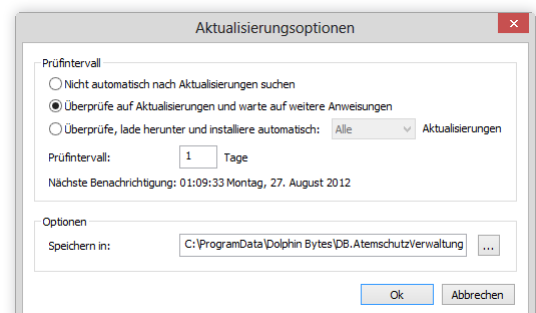 Aktualisierungsoptionen
Prüfintervall
Nicht automatisch nach Aktualisierungen suchen
Überprüfe auf Aktualisierungen und warte auf weitere Anweisungen
Überprüfe, lade herunter und installiere automatisch: Alle Aktualisierungen
Prüfintervall: 1 Tage
Nächste Benachrichtigung: 01:09:33 Montag, 27. August 2012
Optionen
Speichern in: C:\ProgramData\Dolphin Bytes\DB.AtemschutzVerwaltung ...
Ok Abbrechen